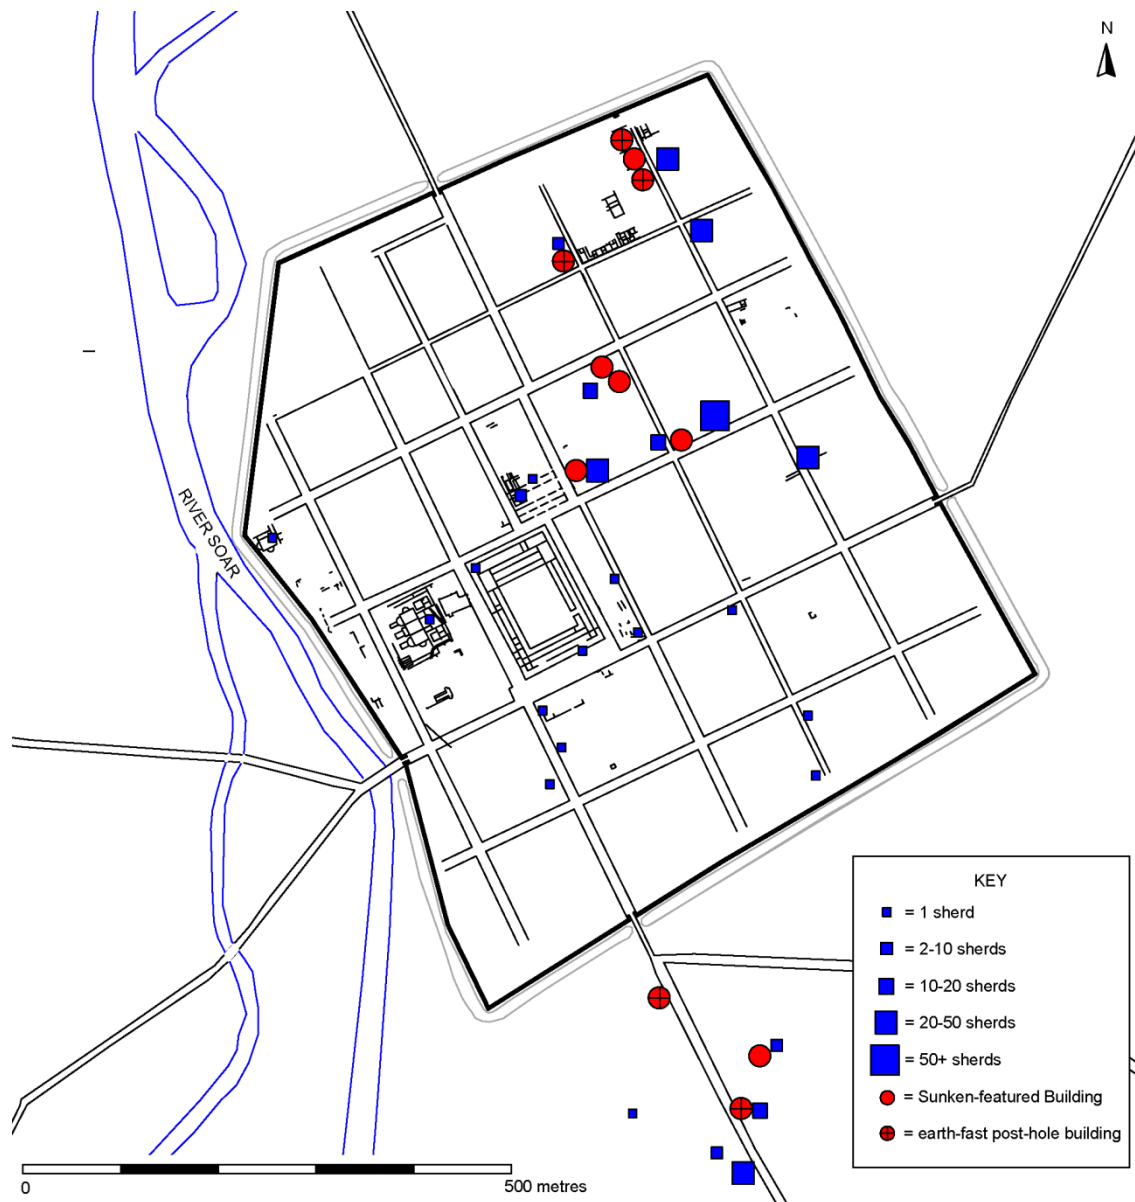 N
RIVER SOAR
KEY
= 1 sherd
= 2-10 sherds
= 10-20 sherds
= 20-50 sherds
= 50+ sherds
= Sunken-featured Building
= earth-fast post-hole building
0
500 metres